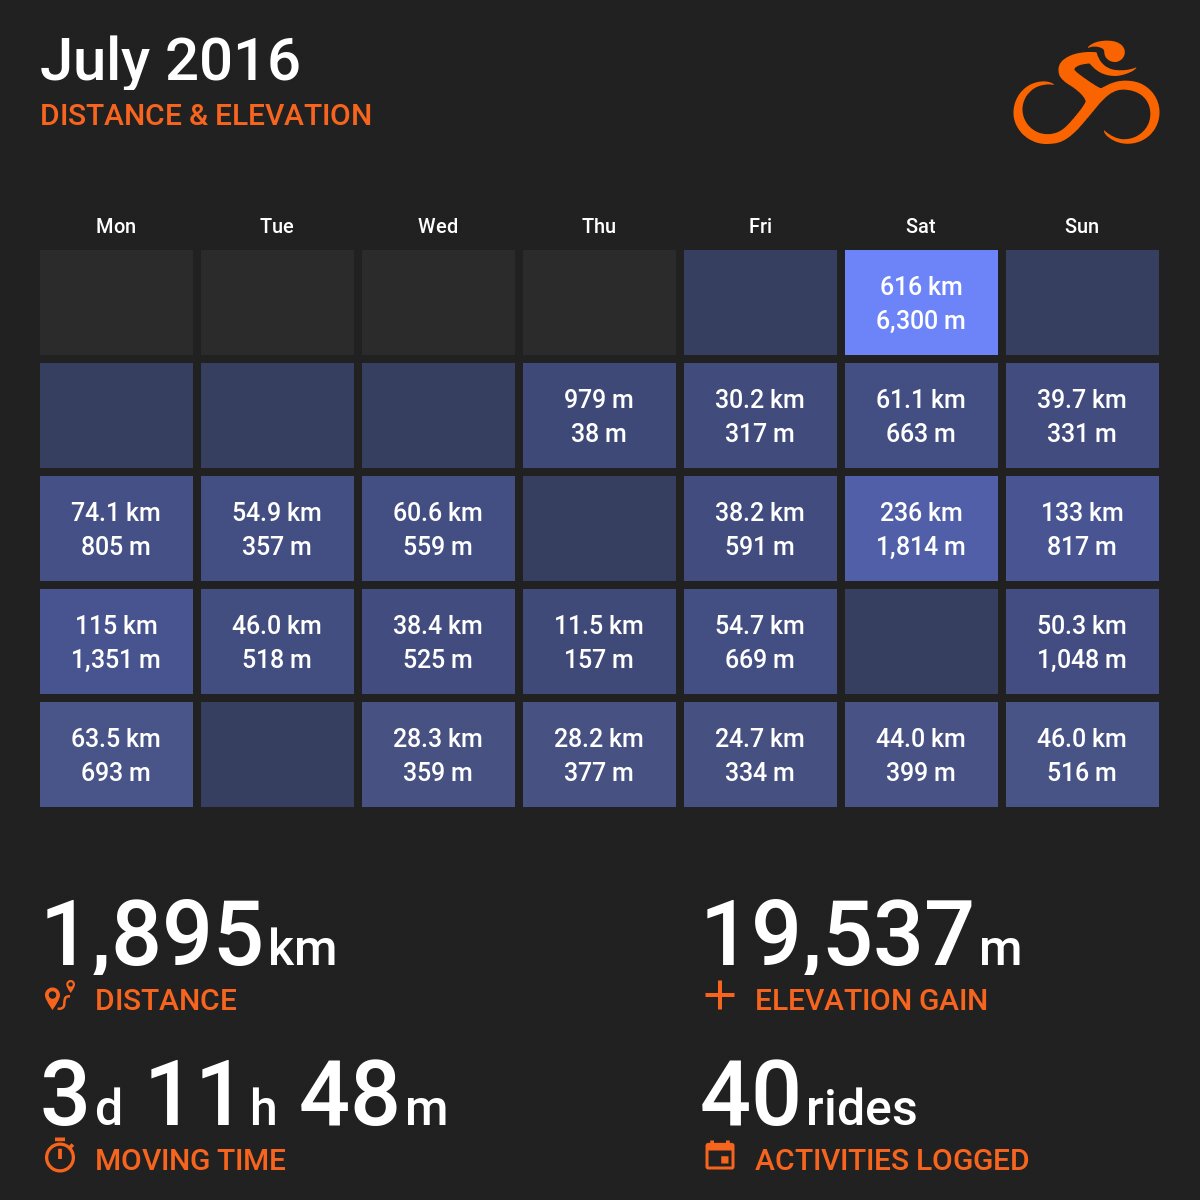 July 2016
DISTANCE & ELEVATION
Mon Tue Wed Thu Fri Sat Sun
616 km
6,300 m
979 m 30.2 km 61.1 km 39.7 km
38 m 317 m 663 m 331 m
74.1 km 54.9 km 60.6 km 38.2 km 236 km 133 km
805 m 357 m 559 m 591 m 1,814 m 817 m
115 km 46.0 km 38.4 km 11.5 km 54.7 km 50.3 km
1,351 m 518 m 525 m 157 m 669 m 1,048 m
63.5 km 28.3 km 28.2 km 24.7 km 44.0 km 46.0 km
693 m 359 m 377 m 334 m 399 m 516 m
1,895 km 19,537 m
DISTANCE ELEVATION GAIN
3d 11h 48m 40 rides
MOVING TIME ACTIVITIES LOGGED